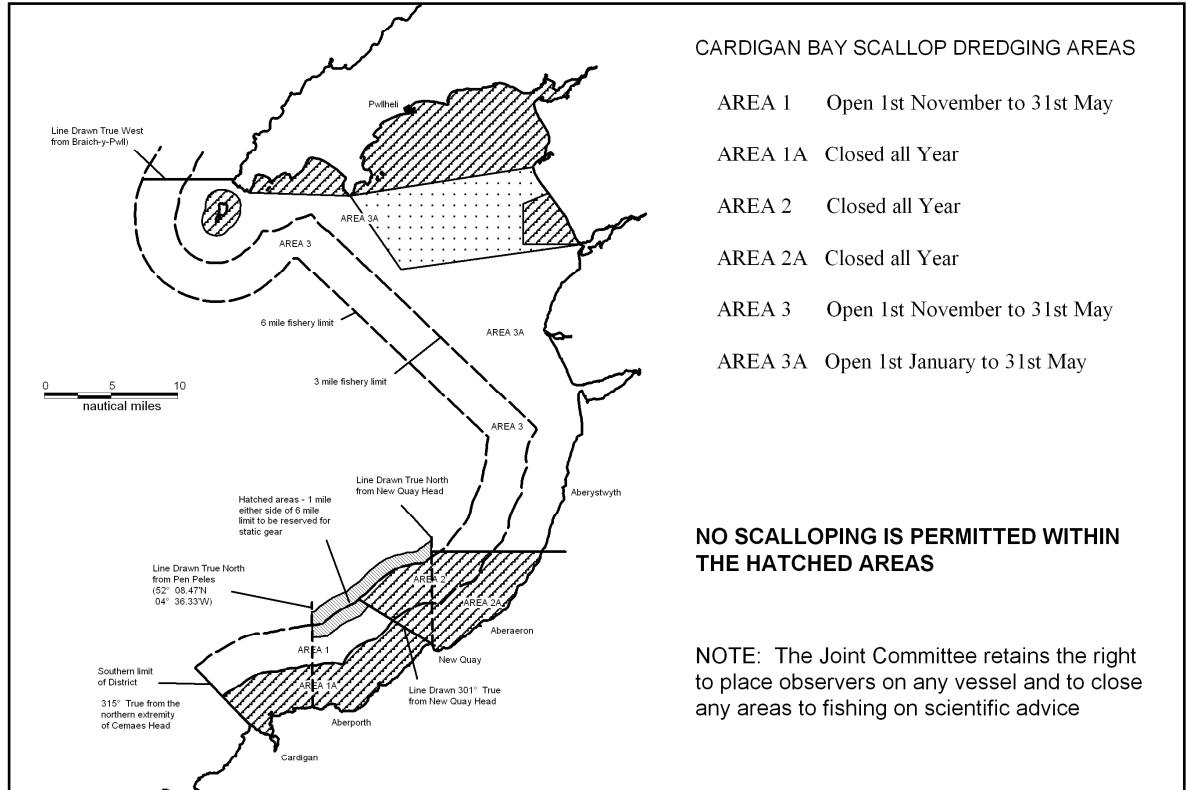 CARDIGAN BAY SCALLOP DREDGING AREAS
AREA 1 Open 1st November to 31st May
AREA 1A Closed all Year
AREA 2 Closed all Year
AREA 2A Closed all Year
AREA 3 Open 1st November to 31st May
AREA 3A Open 1st January to 31st May
NO SCALLOPING IS PERMITTED WITHIN
THE HATCHED AREAS
NOTE: The Joint Committee retains the right
to place observers on any vessel and to close
any areas to fishing on scientific advice
Pwllheli
Line Drawn True West
from Braich-y-Pwll)
AREA 3A
AREA 3
6 mile fishery limit
AREA 3A
3 mile fishery limit
0 5 10
nautical miles
AREA 3
Line Drawn True North
from New Quay Head
Aberystwyth
Hatched areas - 1 mile
either side of 6 mile
limit to be reserved for
static gear
Line Drawn True North
from Pen Peles
(52° 08.47'N
04° 36.33'W)
AREA 2
AREA 2A
Aberaeron
AREA 1
New Quay
Southern limit
of District
315° True from the
northern extremity
of Cemaes Head
AREA 1A
Line Drawn 301° True
from New Quay Head
Aberporth
Cardigan